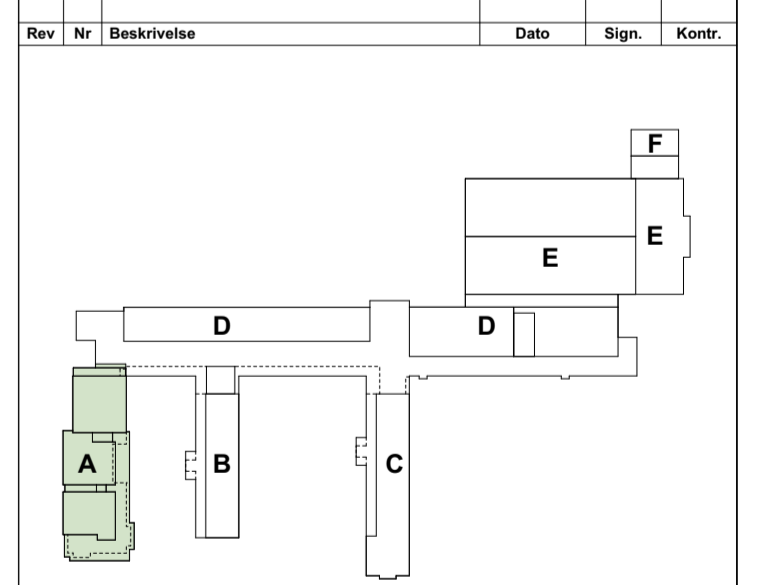 Rev Nr Beskrivelse Dato Sign. Kontr.
F
E
E
D D
A B C